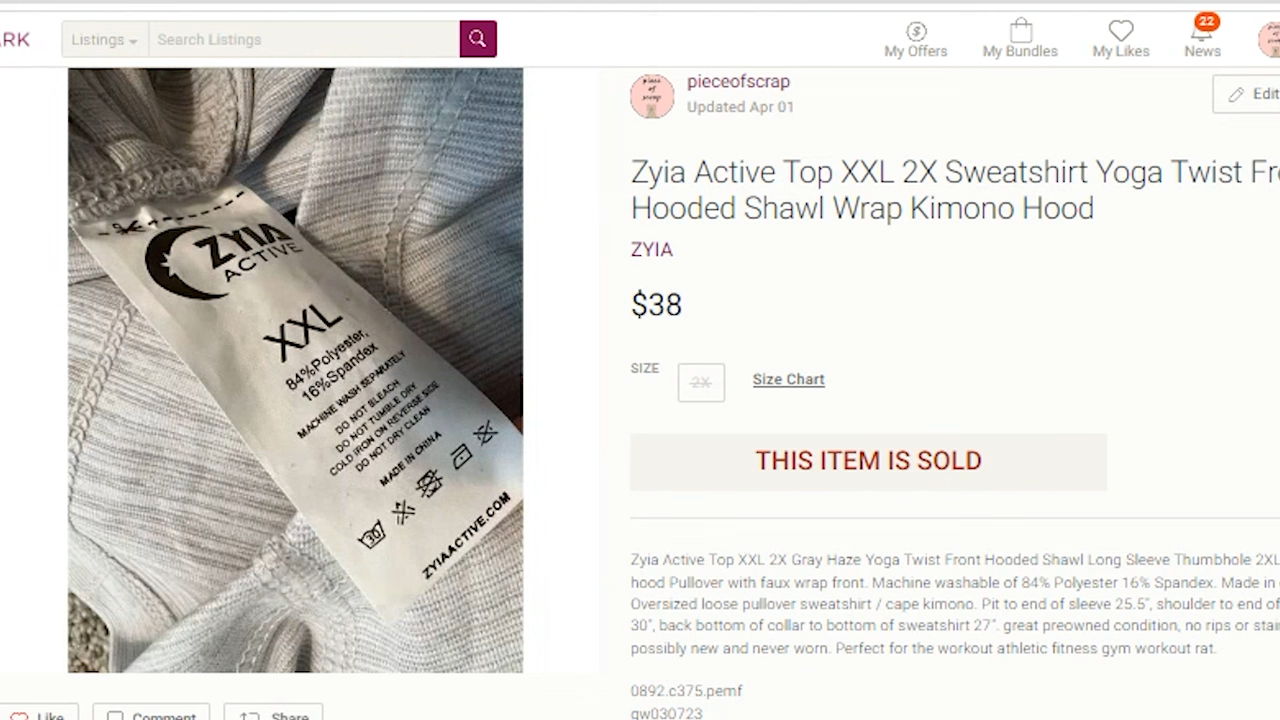 RK
Listings
Search Listings
My Offers
My Bundles
My Likes
22
News
piece
of
scrap
pieceofscrap
Updated Apr 01
Edit
Zyia Active Top XXL 2X Sweatshirt Yoga Twist Fr
Hooded Shawl Wrap Kimono Hood
ZYIA
$38
SIZE
2X
Size Chart
THIS ITEM IS SOLD
Zyia Active Top XXL 2X Gray Haze Yoga Twist Front Hooded Shawl Long Sleeve Thumbhole 2XL
hood Pullover with faux wrap front. Machine washable of 84% Polyester 16% Spandex. Made in
Oversized loose pullover sweatshirt / cape kimono. Pit to end of sleeve 25.5", shoulder to end of
30", back bottom of collar to bottom of sweatshirt 27". great preowned condition, no rips or stai
possibly new and never worn. Perfect for the workout athletic fitness gym workout rat.
0892.c375.pemf
gw030723
ZYIA
ACTIVE
XXL
84%Polyester,
16%Spandex
MACHINE WASH SEPARATELY
DO NOT BLEACH
DO NOT TUMBLE DRY
COLD IRON ON REVERSE SIDE
DO NOT DRY CLEAN
MADE IN CHINA
30
ZYIAACTIVE.COM
Like
Comment
Share